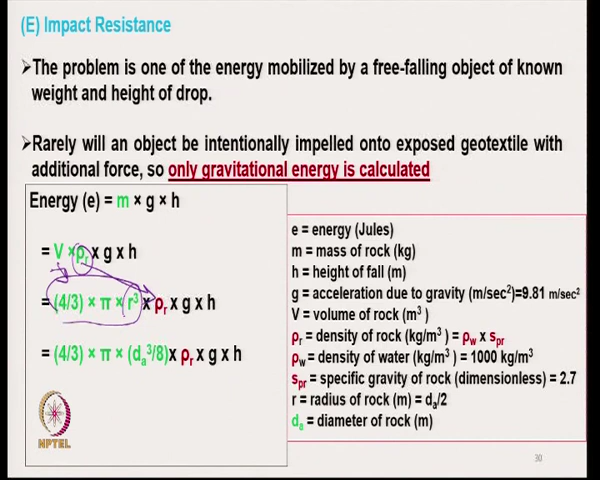 (E) Impact Resistance
➢The problem is one of the energy mobilized by a free-falling object of known
weight and height of drop.
➢Rarely will an object be intentionally impelled onto exposed geotextile with
additional force, so only gravitational energy is calculated
Energy (e) = m × g × h
= V × ρr x g x h
= (4/3) × π × r³ x ρr x g x h
= (4/3) × π × (da³/8)x ρr x g x h
e = energy (Jules)
m = mass of rock (kg)
h = height of fall (m)
g = acceleration due to gravity (m/sec²)=9.81 m/sec²
V = volume of rock (m³)
ρr = density of rock (kg/m³) = ρw x spr
ρw = density of water (kg/m³) = 1000 kg/m³
spr = specific gravity of rock (dimensionless) = 2.7
r = radius of rock (m) = da/2
da = diameter of rock (m)
NPTEL
30